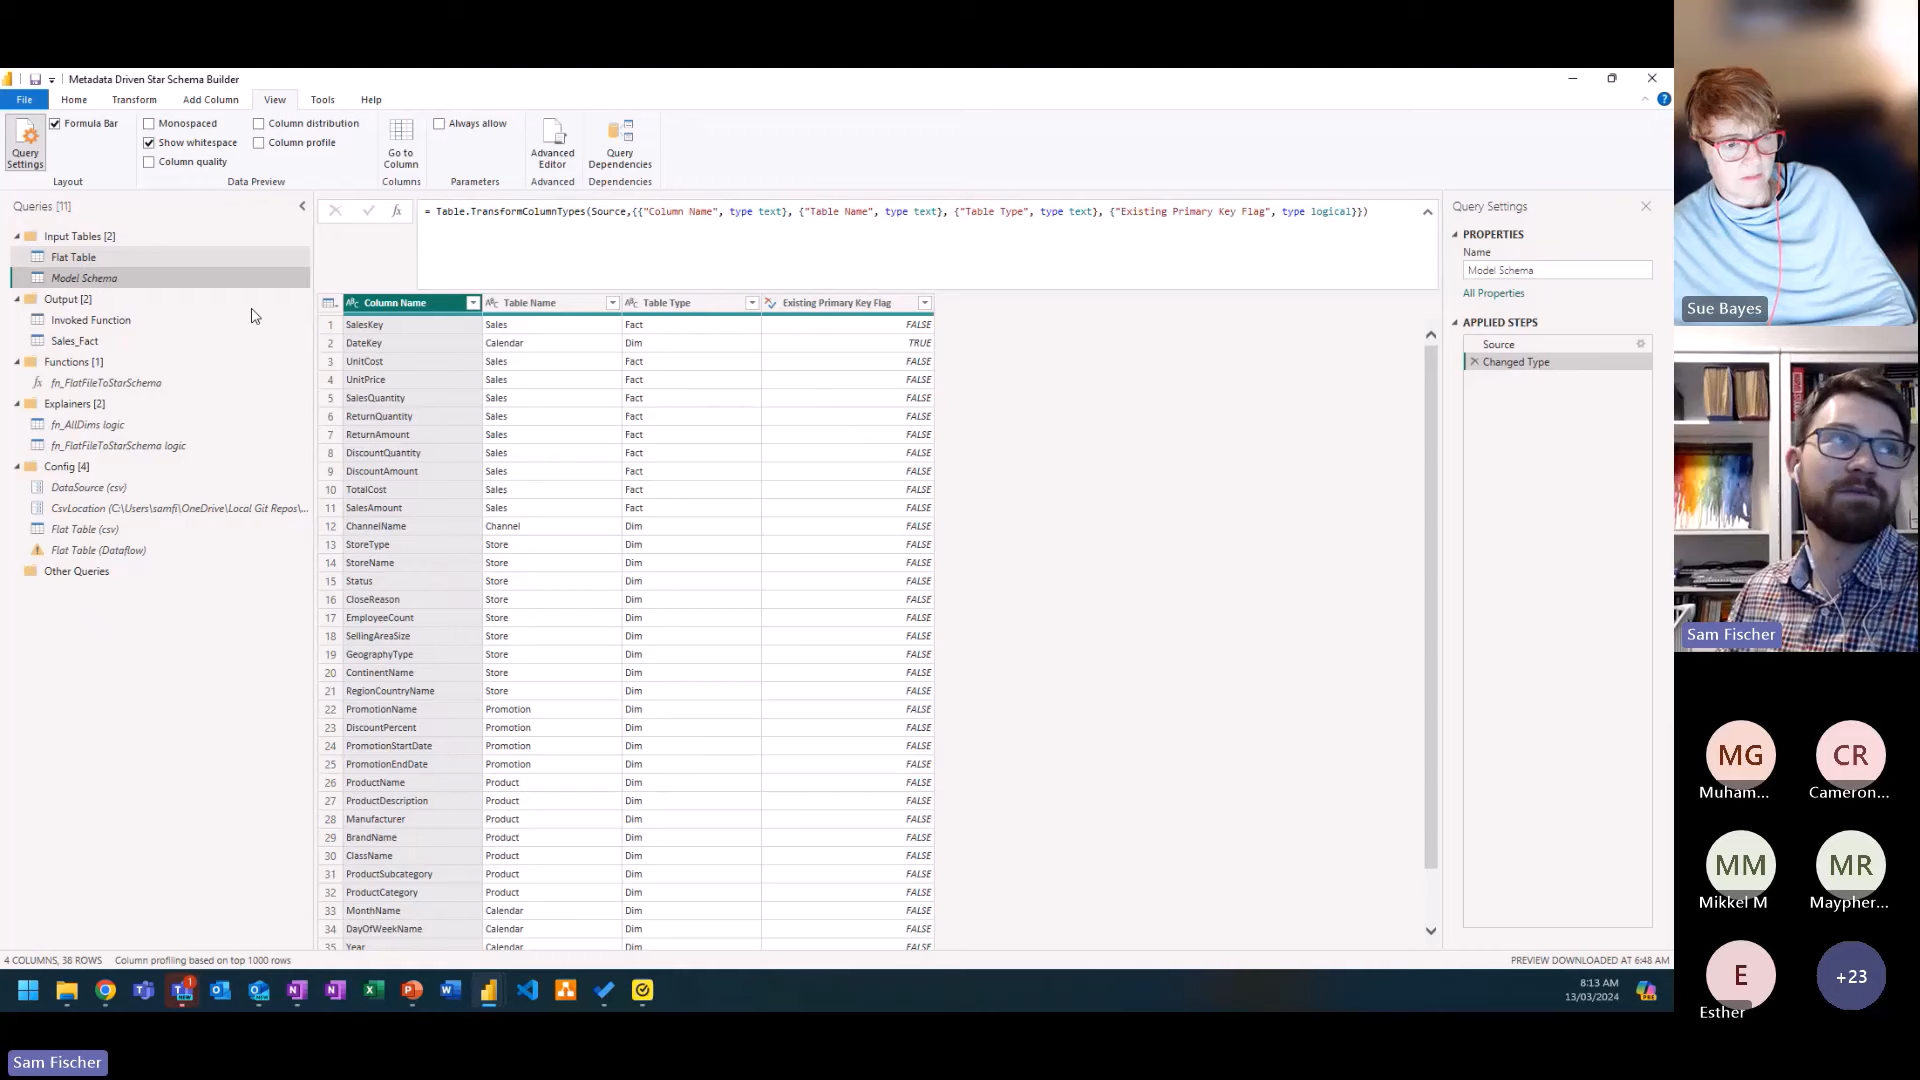 Metadata Driven Star Schema Builder
File Home Transform Add Column View Tools Help
Query Settings
Formula Bar
Layout
Monospaced
Show whitespace
Column quality
Column distribution
Column profile
Data Preview
Go to Column
Columns
Always allow
Parameters
Advanced Editor
Advanced
Query Dependencies
Dependencies
Queries [11]
Input Tables [2]
Flat Table
Model Schema
Output [2]
Invoked Function
Sales_Fact
Functions [1]
fx fn_FlatFileToStarSchema
Explainers [2]
fn_AllDims logic
fn_FlatFileToStarSchema logic
Config [4]
DataSource (csv)
CsvLocation (C:\Users\samfi\OneDrive\Local Git Repos\...
Flat Table (csv)
Flat Table (Dataflow)
Other Queries
fx = Table.TransformColumnTypes(Source,{{"Column Name", type text}, {"Table Name", type text}, {"Table Type", type text}, {"Existing Primary Key Flag", type logical}})
Column Name Table Name Table Type Existing Primary Key Flag
1 SalesKey Sales Fact FALSE
2 DateKey Calendar Dim TRUE
3 UnitCost Sales Fact FALSE
4 UnitPrice Sales Fact FALSE
5 SalesQuantity Sales Fact FALSE
6 ReturnQuantity Sales Fact FALSE
7 ReturnAmount Sales Fact FALSE
8 DiscountQuantity Sales Fact FALSE
9 DiscountAmount Sales Fact FALSE
10 TotalCost Sales Fact FALSE
11 SalesAmount Sales Fact FALSE
12 ChannelName Channel Dim FALSE
13 StoreType Store Dim FALSE
14 StoreName Store Dim FALSE
15 Status Store Dim FALSE
16 CloseReason Store Dim FALSE
17 EmployeeCount Store Dim FALSE
18 SellingAreaSize Store Dim FALSE
19 GeographyType Store Dim FALSE
20 ContinentName Store Dim FALSE
21 RegionCountryName Store Dim FALSE
22 PromotionName Promotion Dim FALSE
23 DiscountPercent Promotion Dim FALSE
24 PromotionStartDate Promotion Dim FALSE
25 PromotionEndDate Promotion Dim FALSE
26 ProductName Product Dim FALSE
27 ProductDescription Product Dim FALSE
28 Manufacturer Product Dim FALSE
29 BrandName Product Dim FALSE
30 ClassName Product Dim FALSE
31 ProductSubcategory Product Dim FALSE
32 ProductCategory Product Dim FALSE
33 MonthName Calendar Dim FALSE
34 DayOfWeekName Calendar Dim FALSE
35 Year Calendar Dim FALSE
Query Settings
PROPERTIES
Name
Model Schema
All Properties
APPLIED STEPS
Source
Changed Type
4 COLUMNS, 38 ROWS Column profiling based on top 1000 rows
PREVIEW DOWNLOADED AT 6:48 AM
8:13 AM
13/03/2024
Sam Fischer
Sue Bayes
Sam Fischer
MG
Muham...
CR
Cameron...
MM
Mikkel M
MR
Maypher...
E
Esther
+23